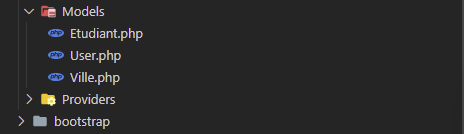 Models
Etudiant.php
User.php
Ville.php
Providers
bootstrap